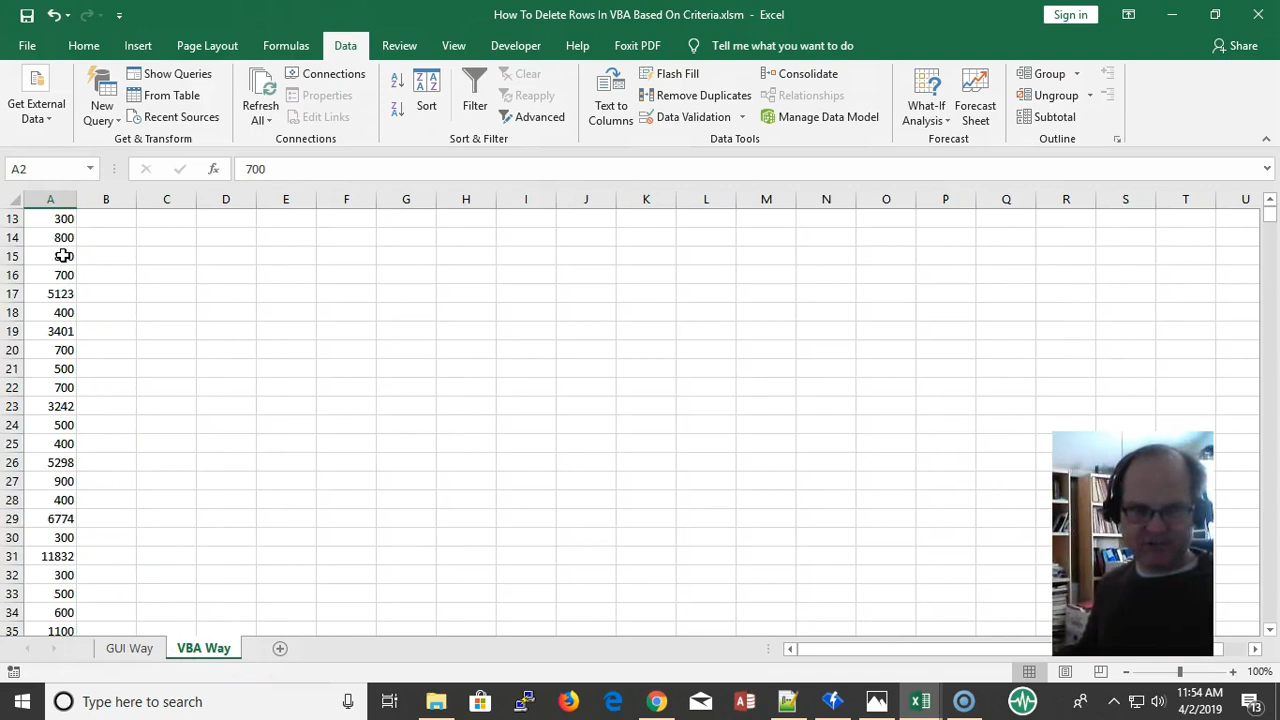 How To Delete Rows In VBA Based On Criteria.xlsm - Excel
Sign in
File Home Insert Page Layout Formulas Data Review View Developer Help Foxit PDF Tell me what you want to do Share
Get External Data
New Query
Show Queries
From Table
Recent Sources
Get & Transform
Refresh All
Connections
Properties
Edit Links
Connections
Sort
Filter
Clear
Reapply
Advanced
Sort & Filter
Text to Columns
Flash Fill
Remove Duplicates
Data Validation
Consolidate
Relationships
Manage Data Model
Data Tools
What-If Analysis
Forecast Sheet
Forecast
Group
Ungroup
Subtotal
Outline
A2 fx 700
A B C D E F G H I J K L M N O P Q R S T U
13 300
14 800
15
16 700
17 5123
18 400
19 3401
20 700
21 500
22 700
23 3242
24 500
25 400
26 5298
27 900
28 400
29 6774
30 300
31 11832
32 300
33 500
34 600
35 1100
GUI Way VBA Way
100%
Type here to search
11:54 AM
4/2/2019
13